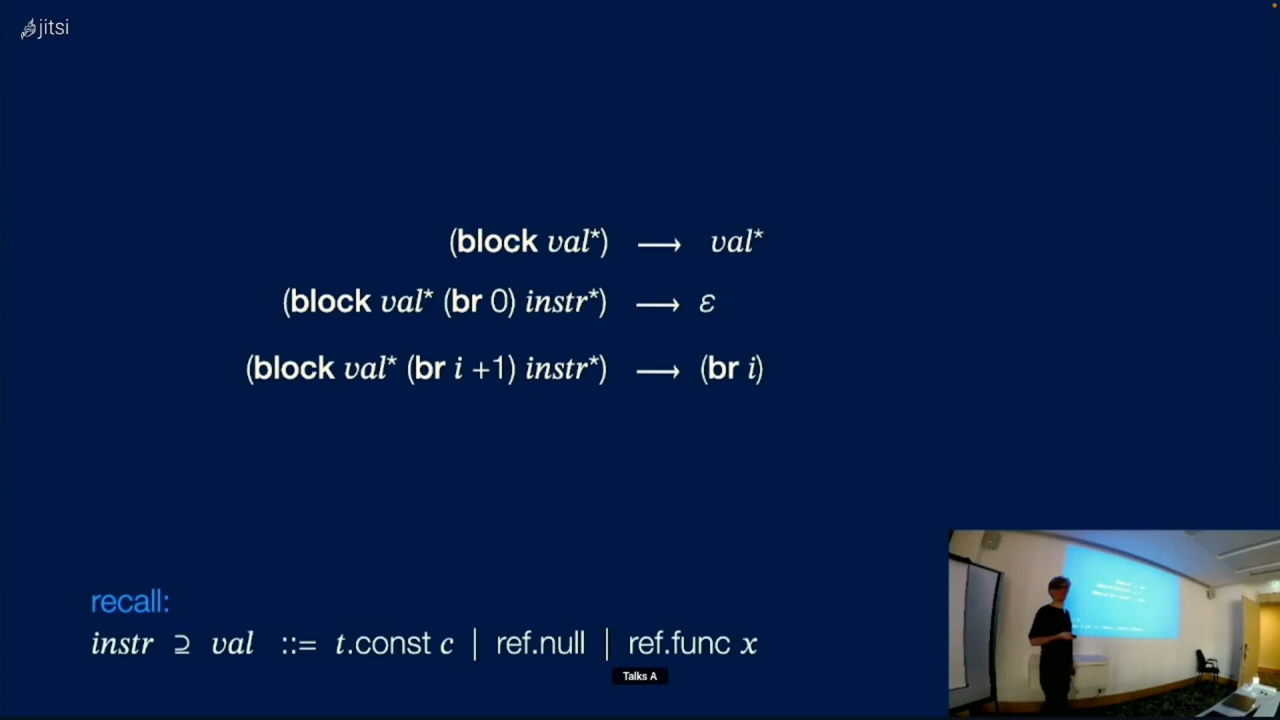 jitsi
(block val*) ⟶ val*
(block val* (br 0) instr*) ⟶ ε
(block val* (br i +1) instr*) ⟶ (br i)
recall:
instr ⊇ val ::= t.const c | ref.null | ref.func x
Talks A